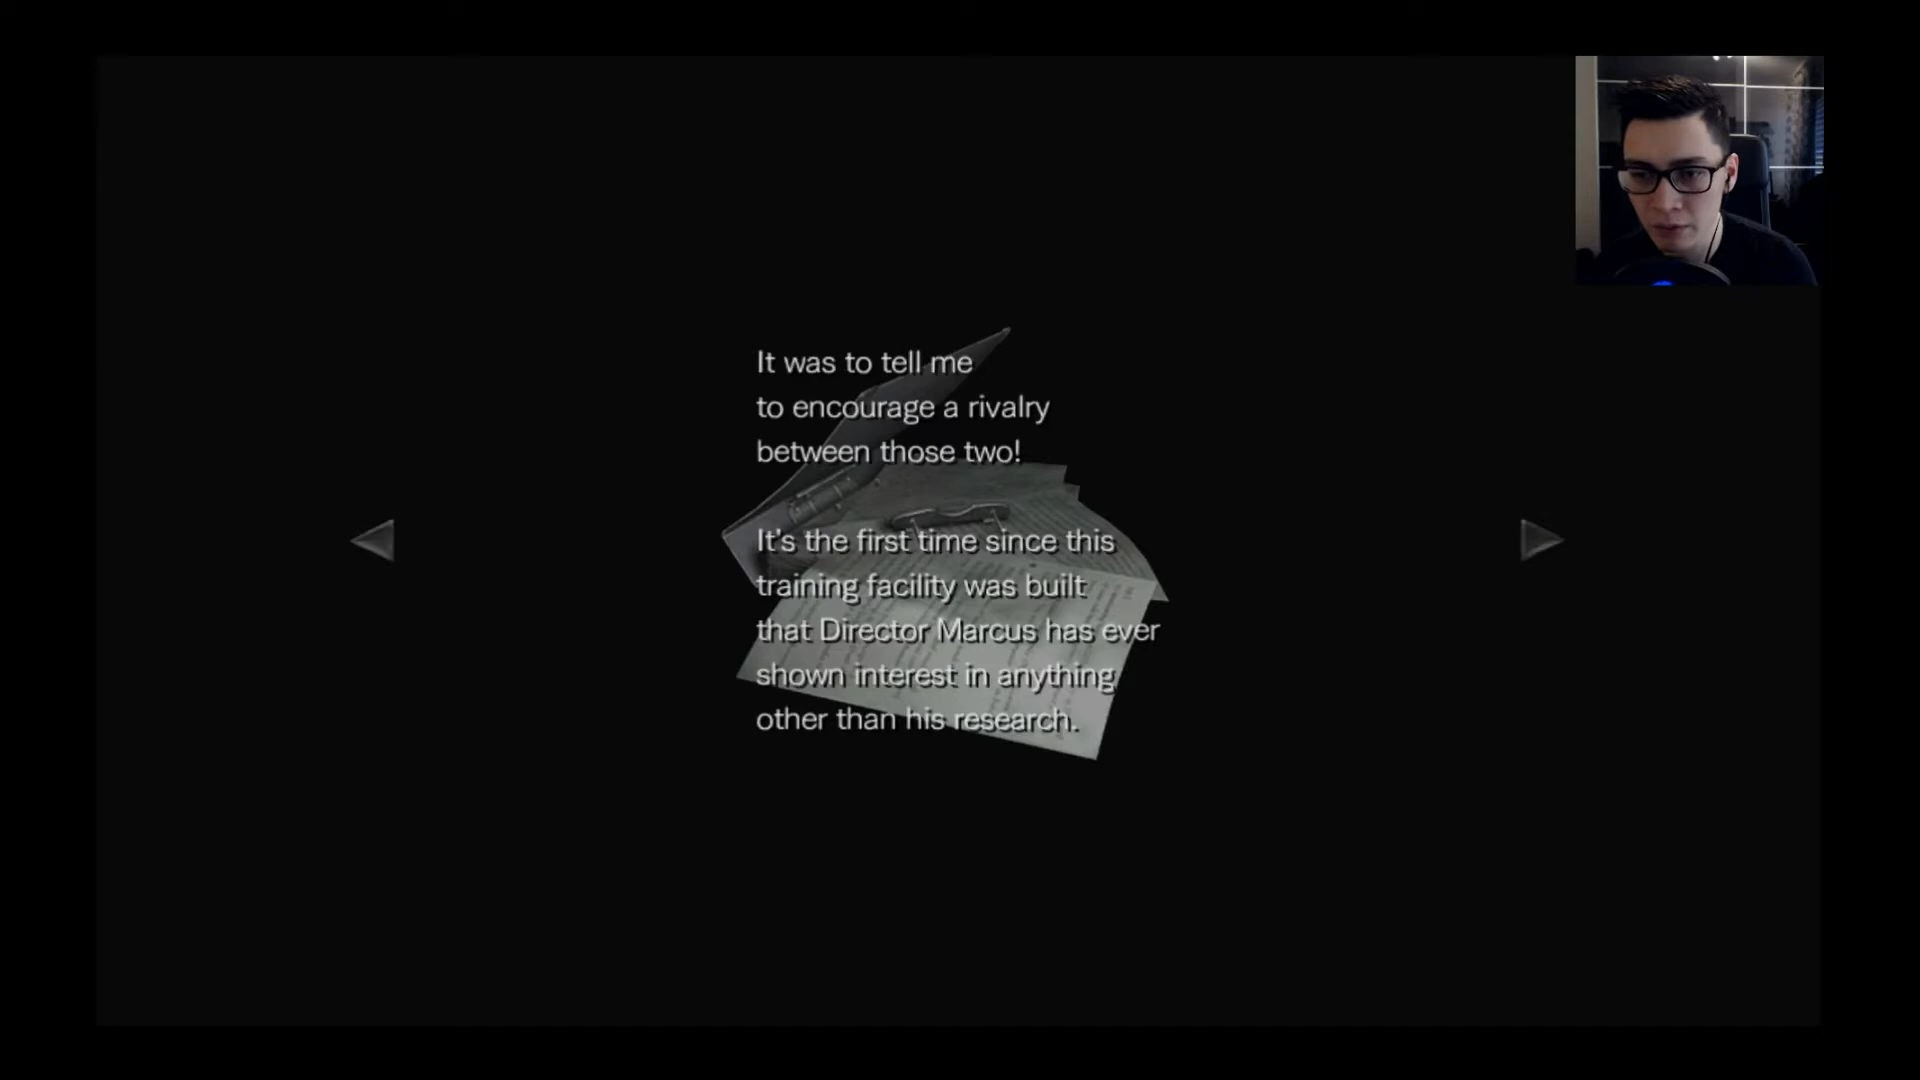 It was to tell me
to encourage a rivalry
between those two!
It's the first time since this
training facility was built
that Director Marcus has ever
shown interest in anything
other than his research.